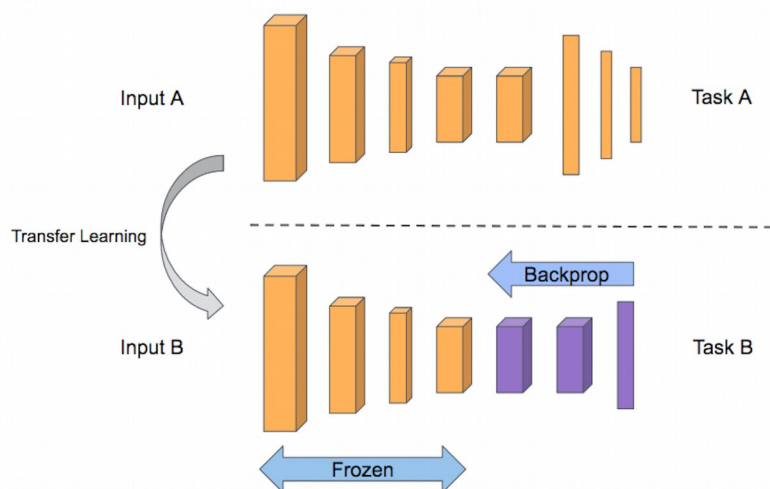 Input A
Task A
Transfer Learning
Backprop
Input B
Task B
Frozen